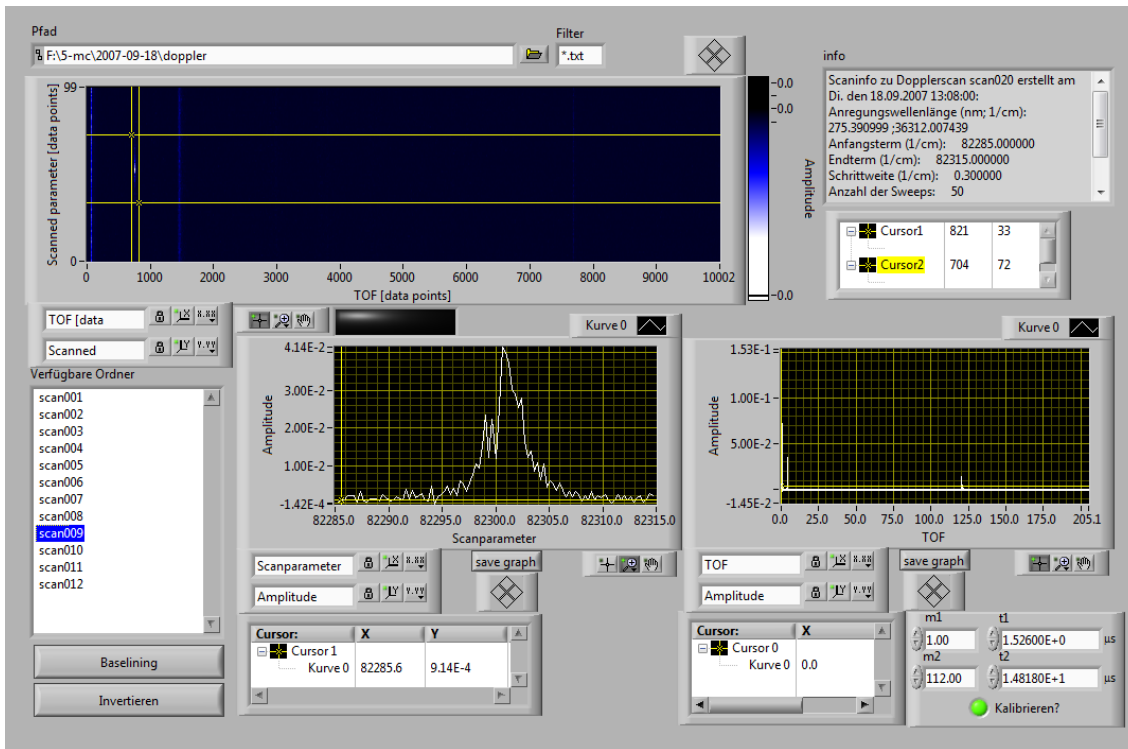 Pfad
F:\5-mc\2007-09-18\doppler
Filter
*.txt
info
Scaninfo zu Dopplerscan scan020 erstellt am
Di. den 18.09.2007 13:08:00:
Anregungswellenlänge (nm; 1/cm):
275.390999 ;36312.007439
Anfangsterm (1/cm): 82285.000000
Endterm (1/cm): 82315.000000
Schrittweite (1/cm): 0.300000
Anzahl der Sweeps: 50
Scanned parameter [data points]
99
0
0 1000 2000 3000 4000 5000 6000 7000 8000 9000 10002
TOF [data points]
-0.0
-0.0
-0.0
Amplitude
Cursor1 821 33
Cursor2 704 72
TOF [data
Scanned
X.XX
Y.YY
Verfügbare Ordner
scan001
scan002
scan003
scan004
scan005
scan006
scan007
scan008
scan009
scan010
scan011
scan012
Baselining
Invertieren
Kurve 0
Amplitude
4.14E-2
3.00E-2
2.00E-2
1.00E-2
-1.42E-4
82285.0 82290.0 82295.0 82300.0 82305.0 82310.0 82315.0
Scanparameter
Scanparameter
X.XX
Amplitude
Y.YY
save graph
Cursor: X Y
Cursor 1
Kurve 0 82285.6 9.14E-4
Kurve 0
Amplitude
1.53E-1
1.00E-1
5.00E-2
-1.45E-2
0.0 25.0 50.0 75.0 100.0 125.0 150.0 175.0 205.1
TOF
TOF
X.XX
Amplitude
Y.YY
save graph
Cursor: X
Cursor 0
Kurve 0 0.0
m1 t1
1.00 1.52600E+0 µs
m2 t2
112.00 1.48180E+1 µs
Kalibrieren?